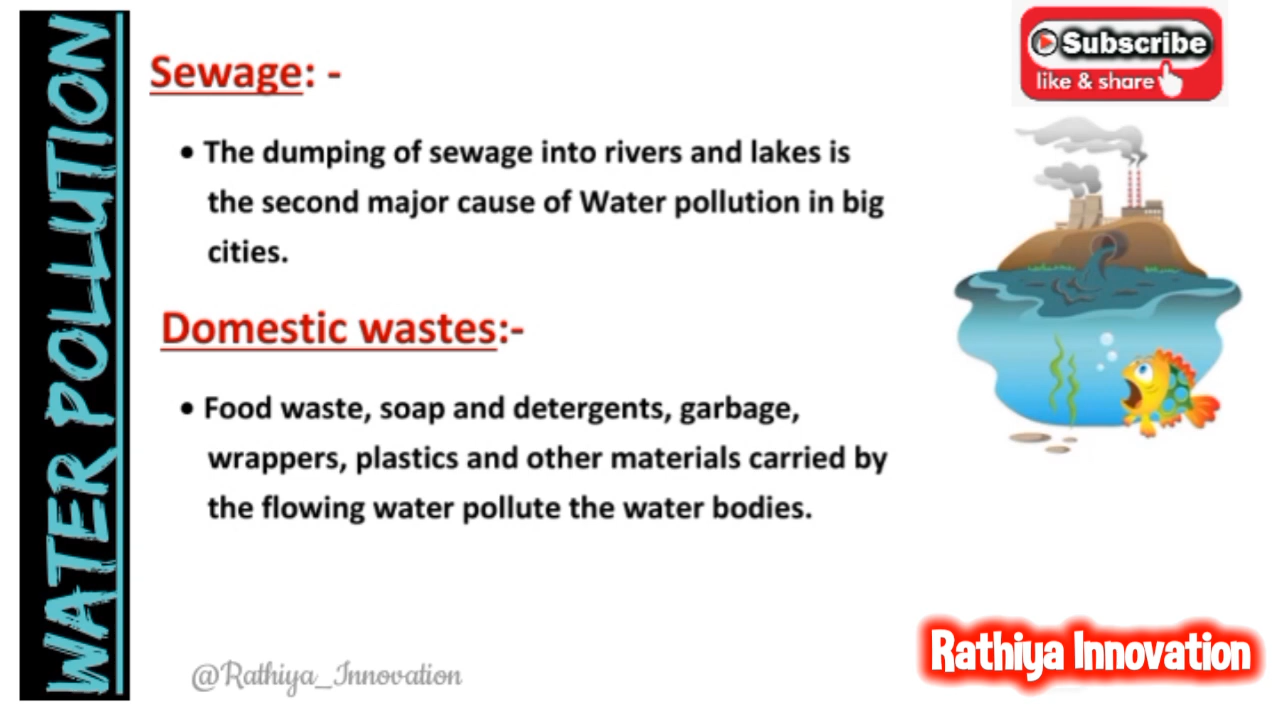 WATER POLLUTION
Subscribe
like & share
Sewage: -
• The dumping of sewage into rivers and lakes is
the second major cause of Water pollution in big
cities.
Domestic wastes:-
• Food waste, soap and detergents, garbage,
wrappers, plastics and other materials carried by
the flowing water pollute the water bodies.
@Rathiya_Innovation
Rathiya Innovation